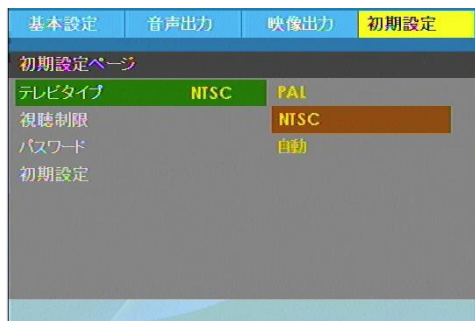 基本設定 音声出力 映像出力 初期設定
初期設定ページ
テレビタイプ NTSC PAL
視聴制限 NTSC
パスワード 自動
初期設定